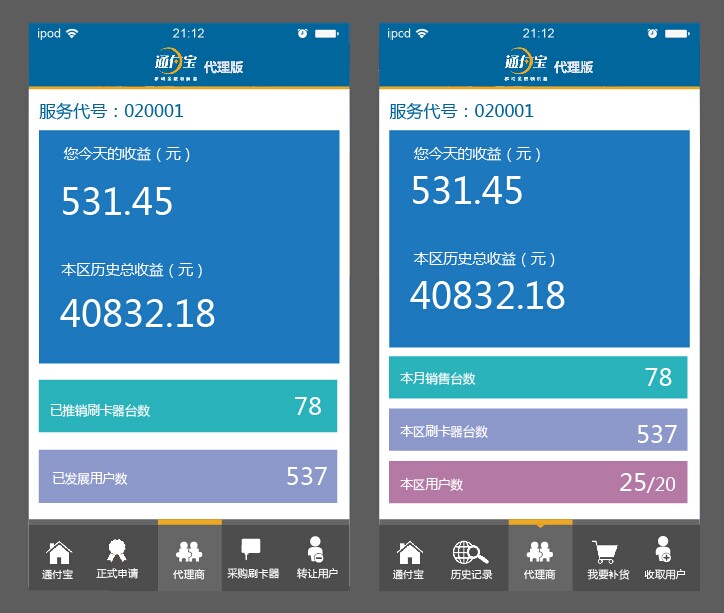 ipod 21:12
通付宝 代理版
服务代号：020001
您今天的收益（元）
531.45
本区历史总收益（元）
40832.18
已推销刷卡器台数 78
已发展用户数 537
通付宝 正式申请 代理商 采购刷卡器 转让用户
ipod 21:12
通付宝 代理版
服务代号：020001
您今天的收益（元）
531.45
本区历史总收益（元）
40832.18
本月销售台数 78
本区刷卡器台数 537
本区用户数 25/20
通付宝 历史记录 代理商 我要补货 收取用户